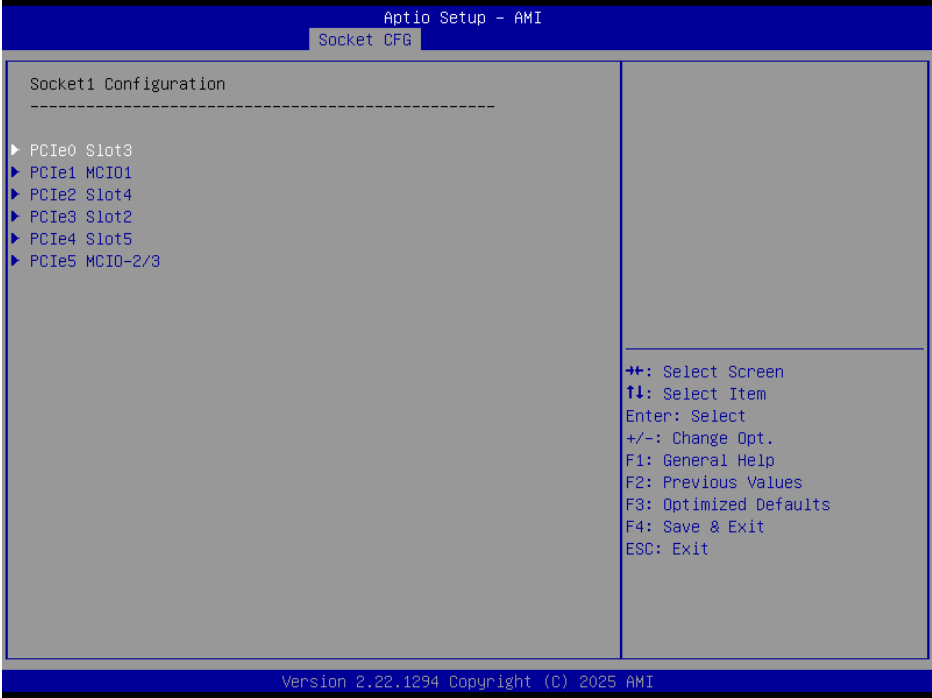 Aptio Setup – AMI
Socket CFG
Socket1 Configuration
--------------------------------------------------
PCIe0 Slot3
PCIe1 MCIO1
PCIe2 Slot4
PCIe3 Slot2
PCIe4 Slot5
PCIe5 MCIO-2/3
→←: Select Screen
↑↓: Select Item
Enter: Select
+/-: Change Opt.
F1: General Help
F2: Previous Values
F3: Optimized Defaults
F4: Save & Exit
ESC: Exit
Version 2.22.1294 Copyright (C) 2025 AMI